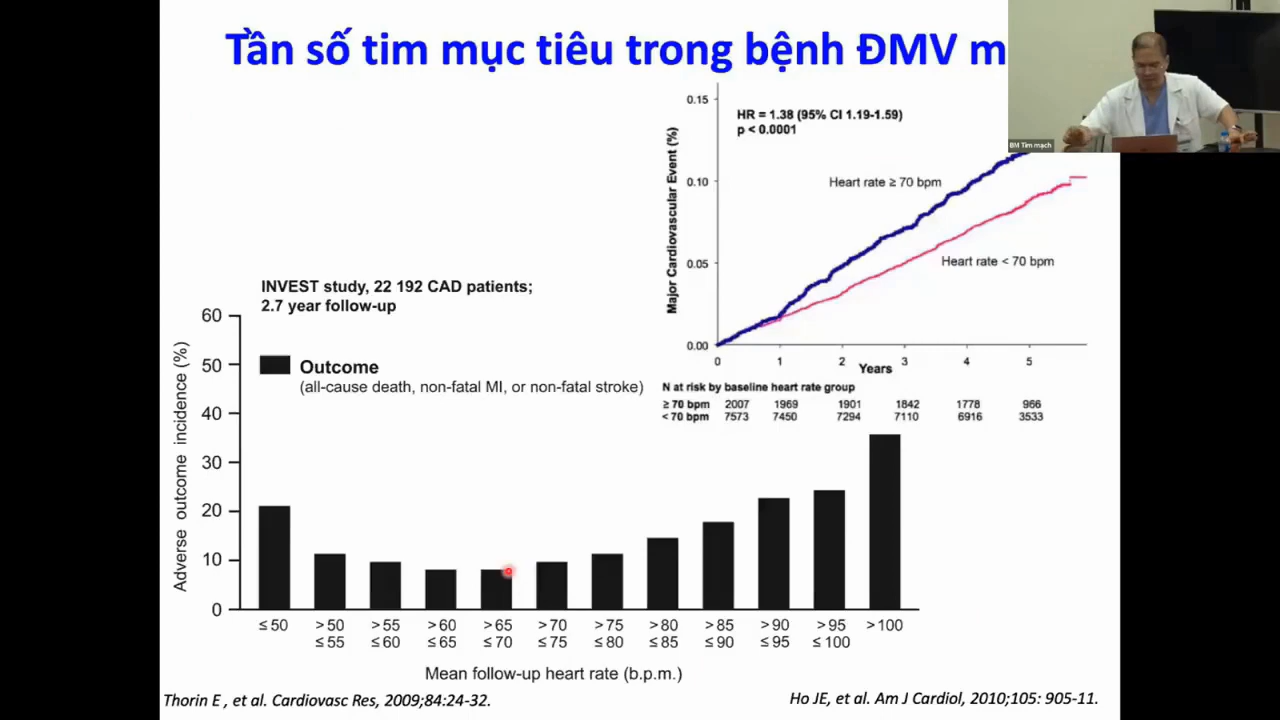 Tần số tim mục tiêu trong bệnh ĐMV m
BM Tim mạch
0.15
0.10
0.05
0.00
Major Cardiovascular Event (%)
HR = 1.38 (95% CI 1.19-1.59)
p < 0.0001
Heart rate ≥ 70 bpm
Heart rate < 70 bpm
0 1 2 3 4 5
Years
N at risk by baseline heart rate group
≥ 70 bpm 2007 1969 1901 1842 1778 966
< 70 bpm 7573 7450 7294 7110 6916 3533
INVEST study, 22 192 CAD patients;
2.7 year follow-up
Outcome
(all-cause death, non-fatal MI, or non-fatal stroke)
Adverse outcome incidence (%)
60
50
40
30
20
10
0
≤ 50 > 50 > 55 > 60 > 65 > 70 > 75 > 80 > 85 > 90 > 95 > 100
≤ 55 ≤ 60 ≤ 65 ≤ 70 ≤ 75 ≤ 80 ≤ 85 ≤ 90 ≤ 95 ≤ 100
Mean follow-up heart rate (b.p.m.)
Thorin E , et al. Cardiovasc Res, 2009;84:24-32.
Ho JE, et al. Am J Cardiol, 2010;105: 905-11.